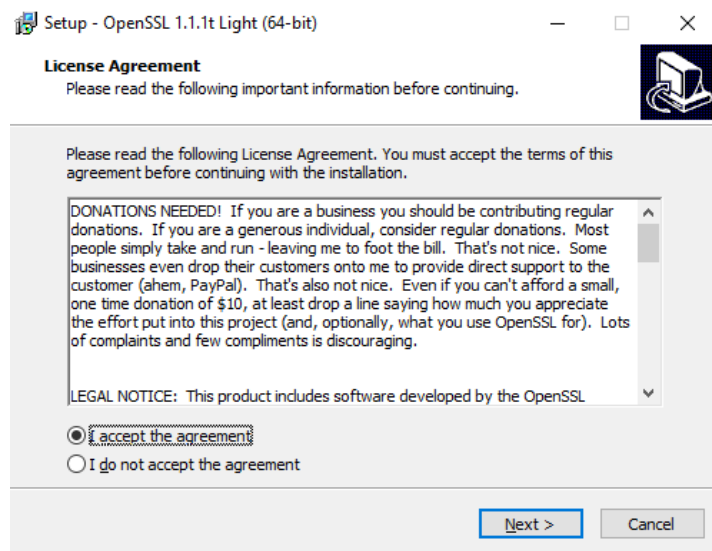 Setup - OpenSSL 1.1.1t Light (64-bit)
License Agreement
Please read the following important information before continuing.
Please read the following License Agreement. You must accept the terms of this
agreement before continuing with the installation.
DONATIONS NEEDED!  If you are a business you should be contributing regular
donations.  If you are a generous individual, consider regular donations.  Most
people simply take and run - leaving me to foot the bill.  That's not nice.  Some
businesses even drop their customers onto me to provide direct support to the
customer (ahem, PayPal).  That's also not nice.  Even if you can't afford a small,
one time donation of $10, at least drop a line saying how much you appreciate
the effort put into this project (and, optionally, what you use OpenSSL for).  Lots
of complaints and few compliments is discouraging.
LEGAL NOTICE:  This product includes software developed by the OpenSSL
I accept the agreement
I do not accept the agreement
Next >
Cancel